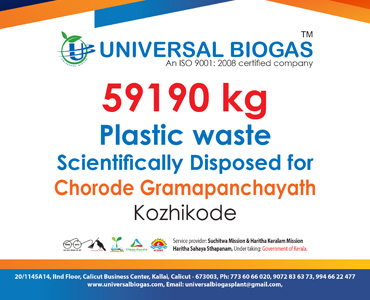 UNIVERSAL BIOGAS™
An ISO 9001: 2008 certified company
59190 kg
Plastic waste
Scientifically Disposed for
Chorode Gramapanchayath
Kozhikode
Service provider: Suchitwa Mission & Haritha Keralam Mission
Haritha Sahaya Sthapanam, Under taking: Government of Kerala.
20/1145A14, IInd Floor, Calicut Business Center, Kallai, Calicut - 673003, Ph: 773 60 66 020, 9072 83 63 73, 994 66 22 477
www.universalbiogas.com, Email: universalbiogasplant@gmail.com,